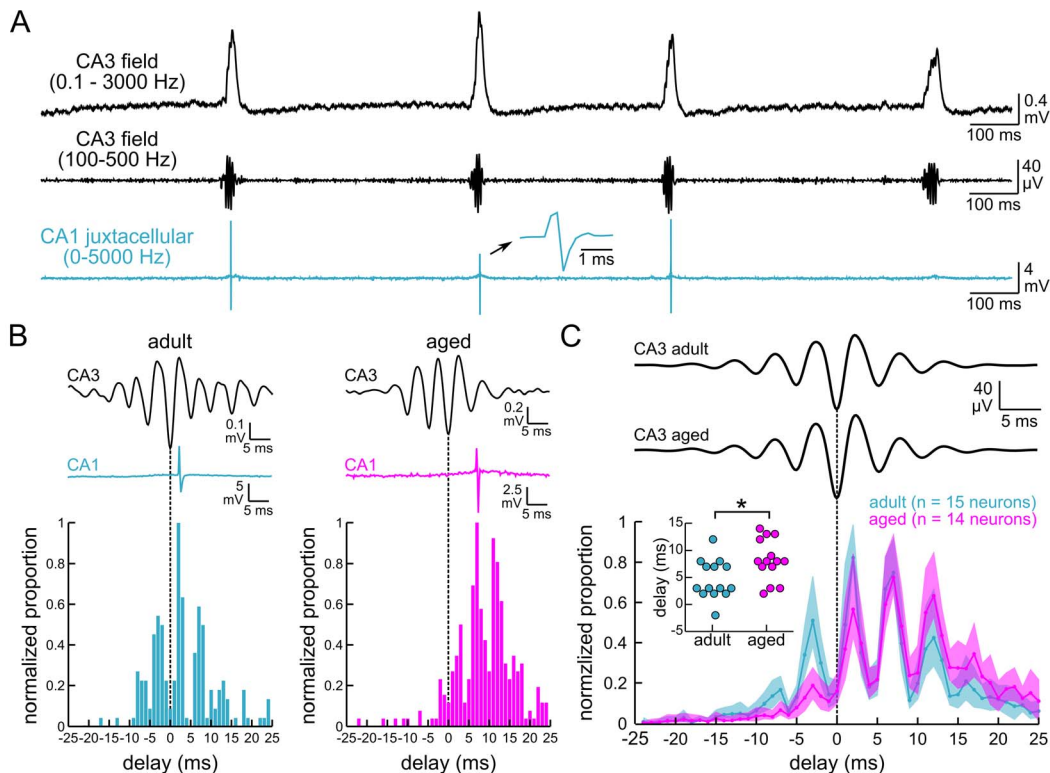 A
CA3 field
(0.1 - 3000 Hz)
0.4
mV
100 ms
CA3 field
(100-500 Hz)
40
µV
100 ms
CA1 juxtacellular
(0-5000 Hz)
1 ms
4
mV
100 ms
B
adult
CA3
0.1
mV
5 ms
CA1
5
mV
5 ms
normalized proportion
1
0.8
0.6
0.4
0.2
0
-25 -20 -15 -10 -5 0 5 10 15 20 25
delay (ms)
aged
CA3
0.2
mV
5 ms
CA1
2.5
mV
5 ms
normalized proportion
1
0.8
0.6
0.4
0.2
0
-25 -20 -15 -10 -5 0 5 10 15 20 25
delay (ms)
C
CA3 adult
40
µV
5 ms
CA3 aged
adult (n = 15 neurons)
aged (n = 14 neurons)
normzlized proportion
1
0.8
0.6
0.4
0.2
0
delay (ms)
15
10
5
0
-5
*
adult aged
-25 -20 -15 -10 -5 0 5 10 15 20 25
delay (ms)